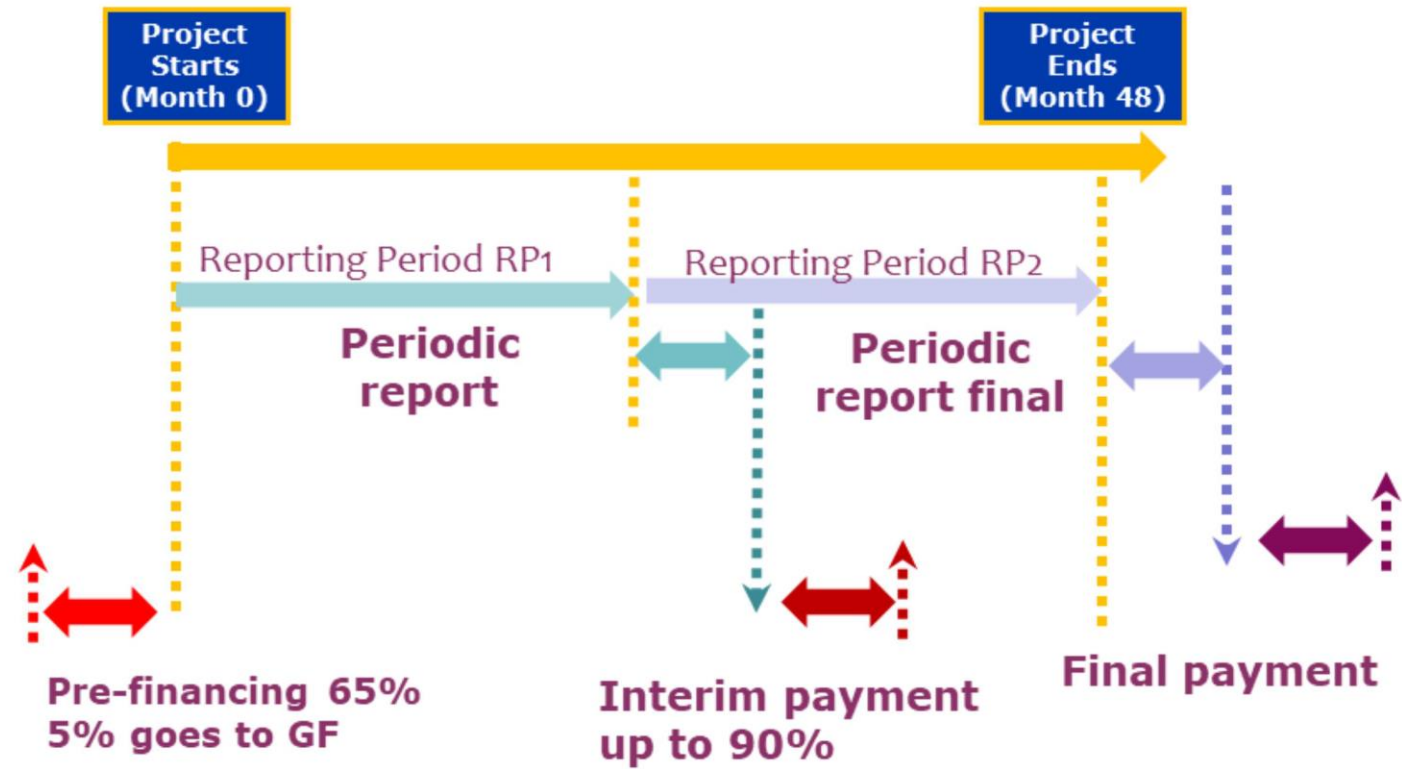 Project
Starts
(Month 0)
Project
Ends
(Month 48)
Reporting Period RP1
Reporting Period RP2
Periodic
report
Periodic
report final
Pre-financing 65%
5% goes to GF
Interim payment
up to 90%
Final payment